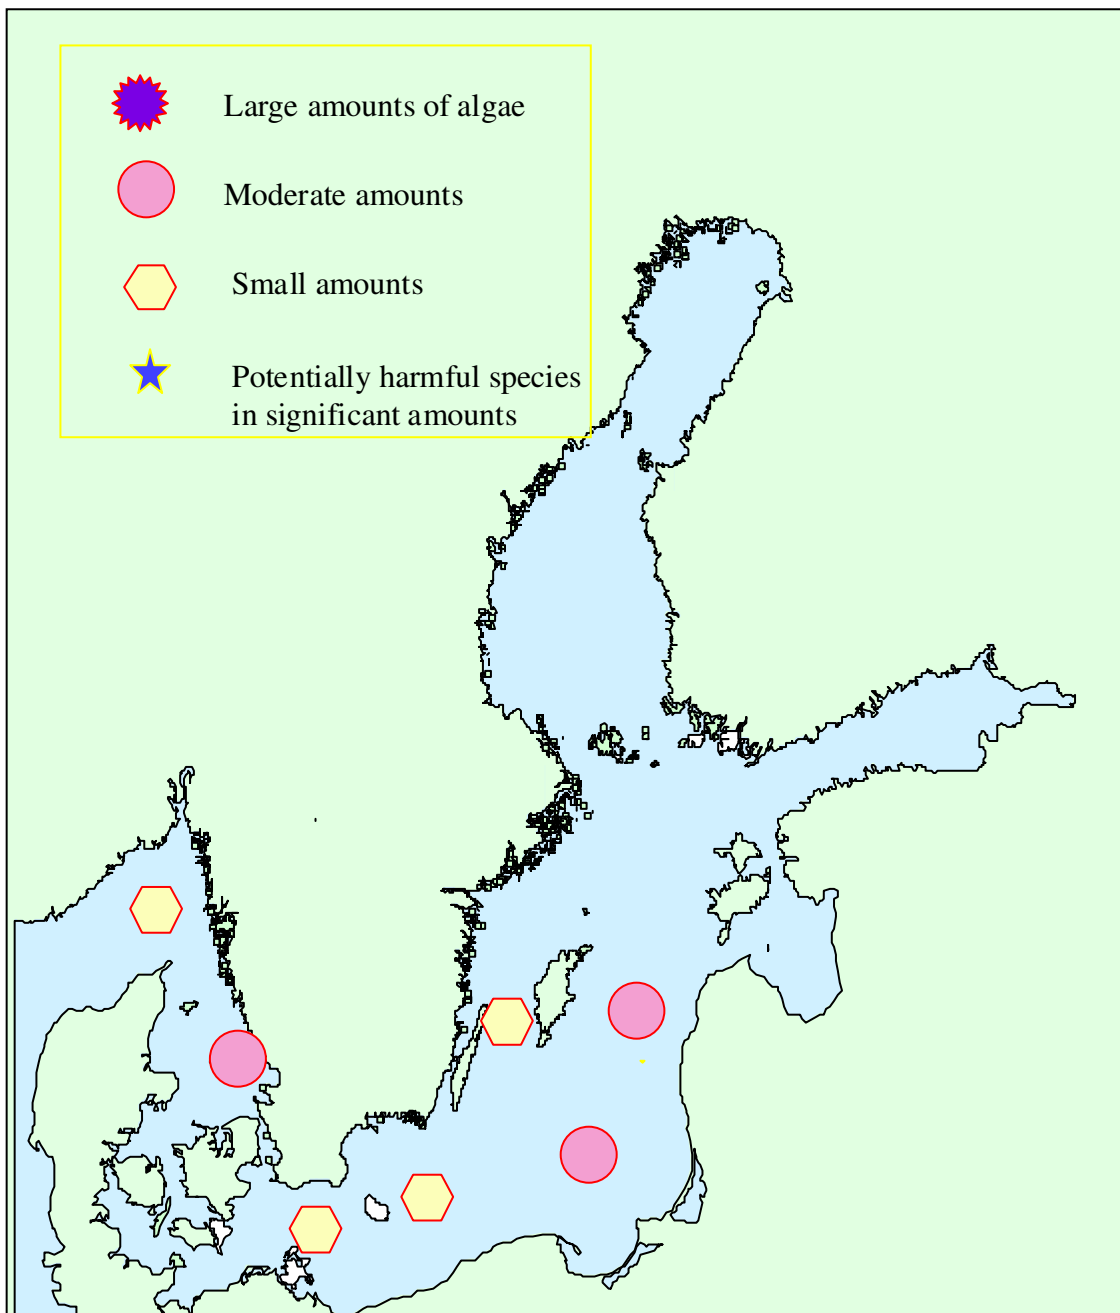 Large amounts of algae
Moderate amounts
Small amounts
Potentially harmful species
in significant amounts